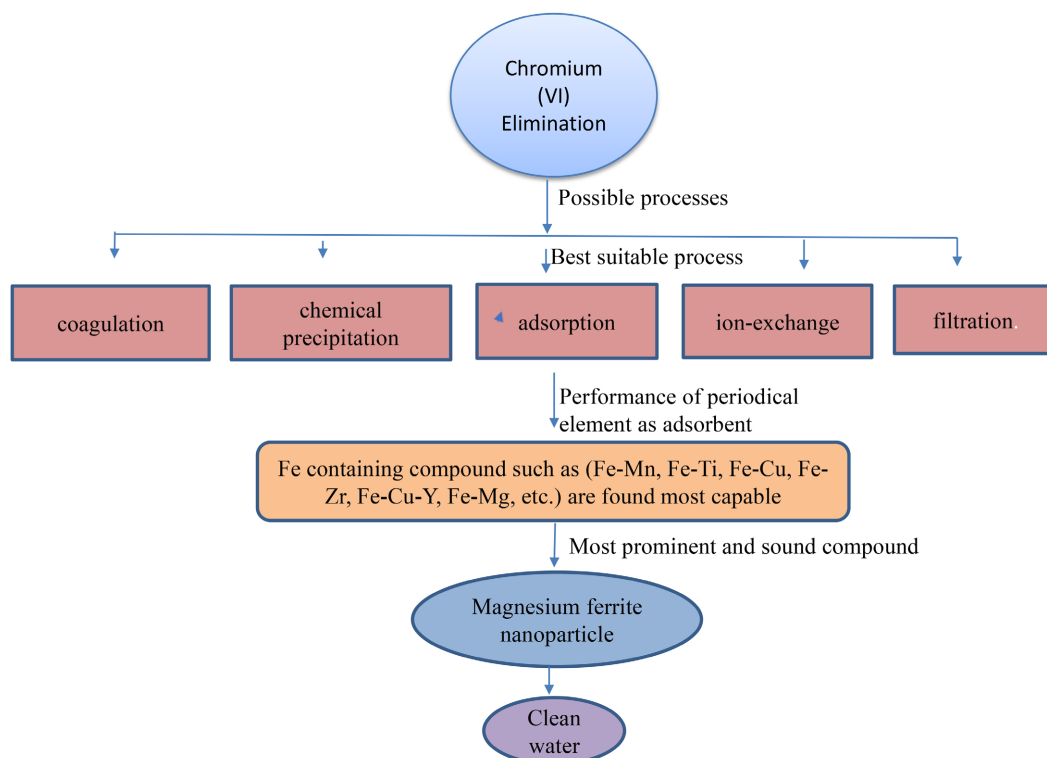 Chromium
(VI)
Elimination
Possible processes
Best suitable process
coagulation
chemical
precipitation
adsorption
ion-exchange
filtration.
Performance of periodical
element as adsorbent
Fe containing compound such as (Fe-Mn, Fe-Ti, Fe-Cu, Fe-
Zr, Fe-Cu-Y, Fe-Mg, etc.) are found most capable
Most prominent and sound compound
Magnesium ferrite
nanoparticle
Clean
water